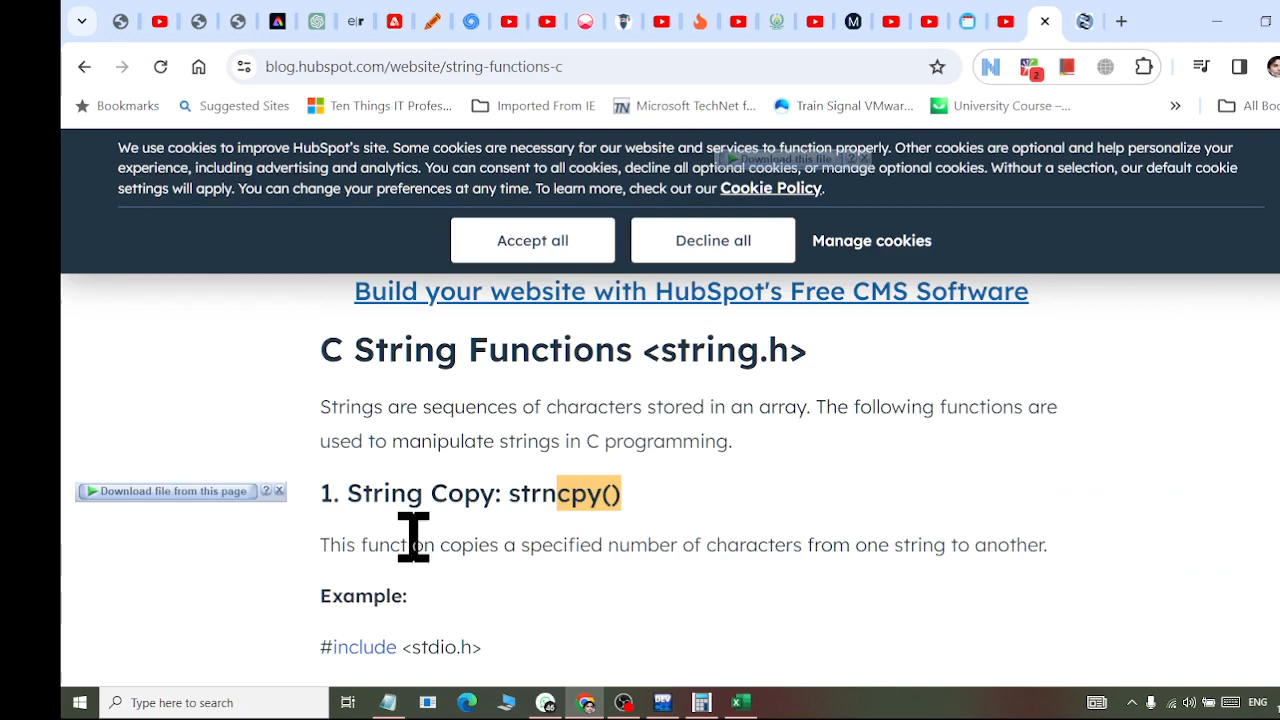 e|r
M
blog.hubspot.com/website/string-functions-c
2
Bookmarks
Suggested Sites
Ten Things IT Profes...
Imported From IE
TN
Microsoft TechNet f...
Train Signal VMwar...
University Course –...
»
All Boo
We use cookies to improve HubSpot's site. Some cookies are necessary for our website and services to function properly. Other cookies are optional and help personalize your
Download this file ? X
experience, including advertising and analytics. You can consent to all cookies, decline all optional cookies, or manage optional cookies. Without a selection, our default cookie
settings will apply. You can change your preferences at any time. To learn more, check out our Cookie Policy.
Accept all
Decline all
Manage cookies
Build your website with HubSpot's Free CMS Software
C String Functions <string.h>
Strings are sequences of characters stored in an array. The following functions are
used to manipulate strings in C programming.
Download file from this page ? X
1. String Copy: strncpy()
This function copies a specified number of characters from one string to another.
Example:
#include <stdio.h>
Type here to search
45
DEV
ENG